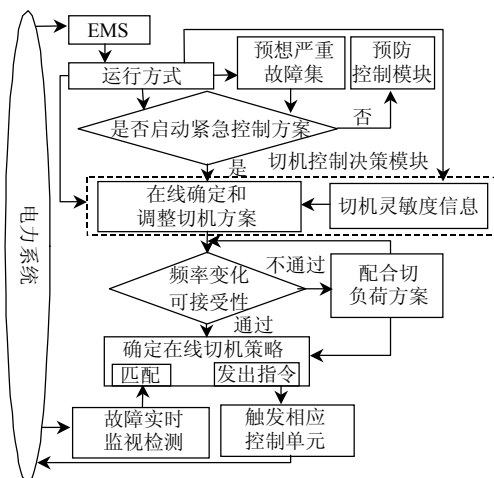 EMS
预想严重
故障集
预防
控制模块
运行方式
是否启动紧急控制方案
否
是
切机控制决策模块
电力系统
在线确定和
调整切机方案
切机灵敏度信息
频率变化
可接受性
不通过
配合切
负荷方案
通过
确定在线切机策略
匹配
发出指令
故障实时
监视检测
触发相应
控制单元